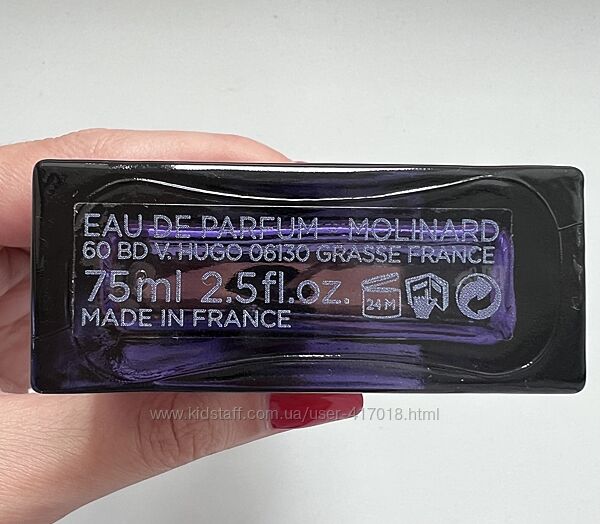 EAU DE PARFUM MOLINARD
60 BD V. HUGO 06130 GRASSE FRANCE
75ml 2.5fl.oz.
24 M
MADE IN FRANCE
www.kidstaff.com.ua/user-417018.html